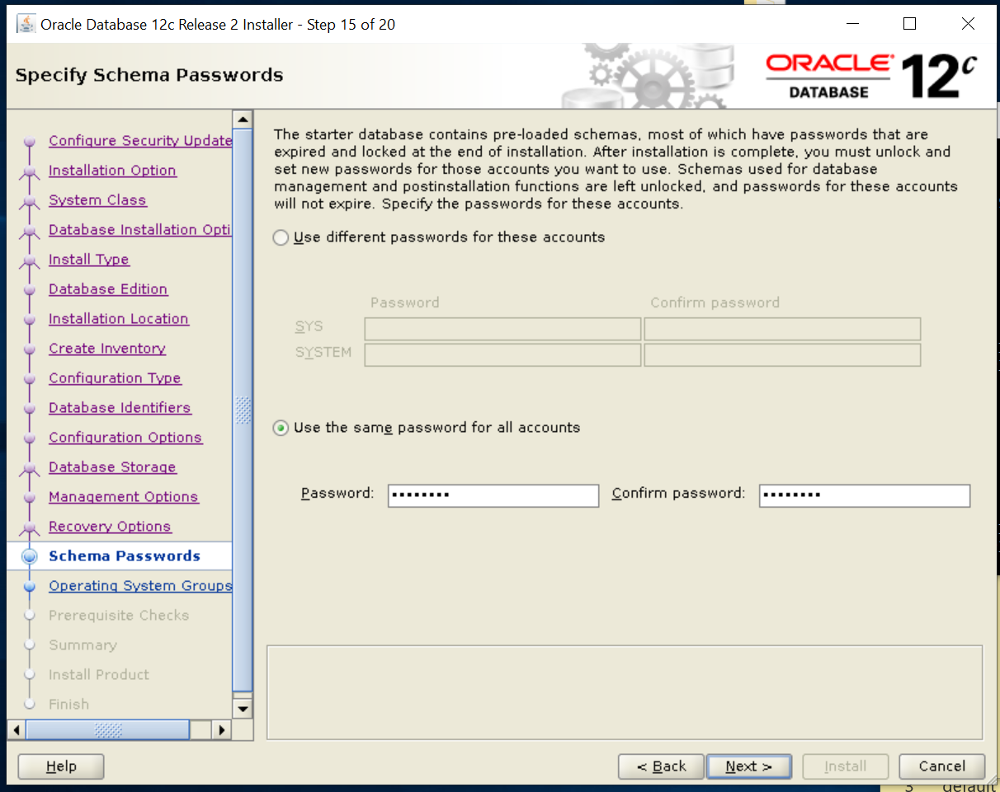 Oracle Database 12c Release 2 Installer - Step 15 of 20
Specify Schema Passwords
ORACLE
DATABASE
12c
Configure Security Update
Installation Option
System Class
Database Installation Opti
Install Type
Database Edition
Installation Location
Create Inventory
Configuration Type
Database Identifiers
Configuration Options
Database Storage
Management Options
Recovery Options
Schema Passwords
Operating System Groups
Prerequisite Checks
Summary
Install Product
Finish
The starter database contains pre-loaded schemas, most of which have passwords that are
expired and locked at the end of installation. After installation is complete, you must unlock and
set new passwords for those accounts you want to use. Schemas used for database
management and postinstallation functions are left unlocked, and passwords for these accounts
will not expire. Specify the passwords for these accounts.
Use different passwords for these accounts
Password Confirm password
SYS
SYSTEM
Use the same password for all accounts
Password: •••••••• Confirm password: ••••••••
Help < Back Next > Install Cancel
3 default